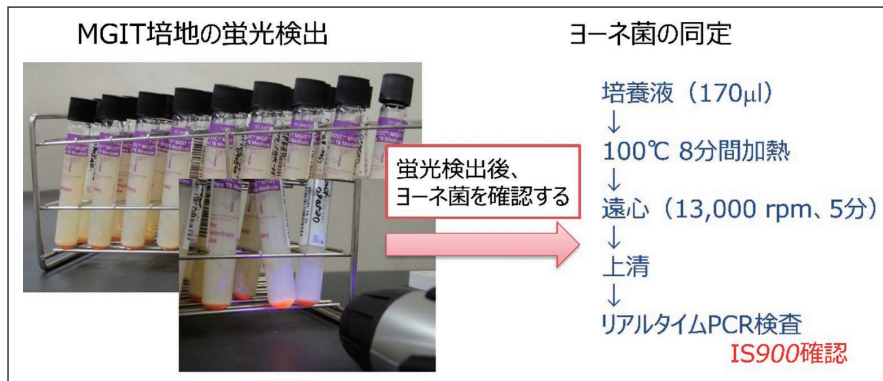 MGIT培地の蛍光検出
ヨーネ菌の同定
蛍光検出後、
ヨーネ菌を確認する
培養液（170μl）
↓
100℃ 8分間加熱
↓
遠心（13,000 rpm、5分）
↓
上清
↓
リアルタイムPCR検査
IS900確認